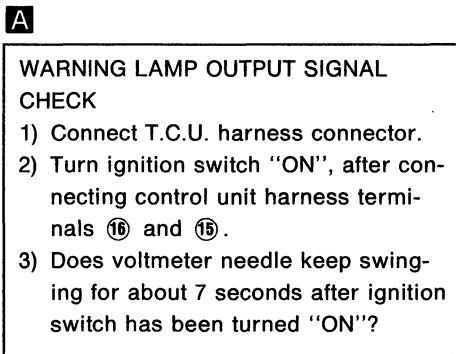 A
WARNING LAMP OUTPUT SIGNAL
CHECK
1) Connect T.C.U. harness connector.
2) Turn ignition switch "ON", after con-
necting control unit harness termi-
nals ⑯ and ⑮.
3) Does voltmeter needle keep swing-
ing for about 7 seconds after ignition
switch has been turned "ON"?